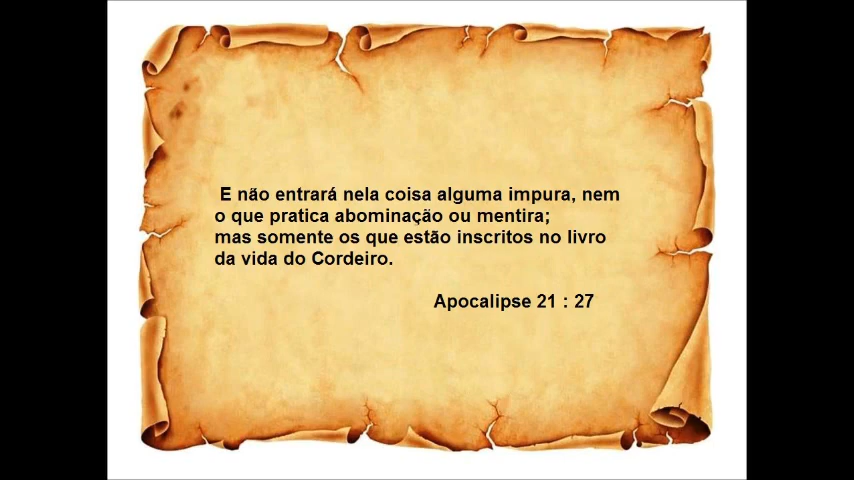 E não entrará nela coisa alguma impura, nem
o que pratica abominação ou mentira;
mas somente os que estão inscritos no livro
da vida do Cordeiro.
Apocalipse 21 : 27